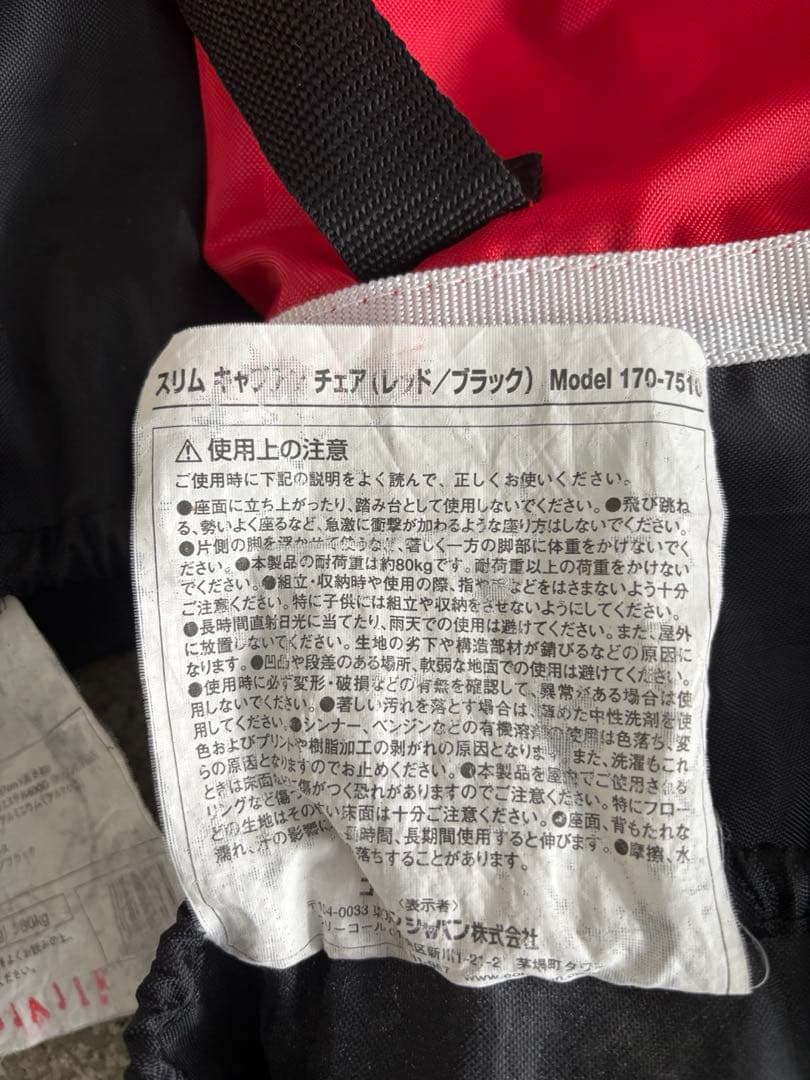 スリム キャプテン チェア(レッド/ブラック) Model 170-7510
⚠ 使用上の注意
ご使用時に下記の説明をよく読んで、正しくお使いください。
●座面に立ち上がったり、踏み台として使用しないでください。●飛び跳ね
る、勢いよく座るなど、急激に衝撃が加わるような座り方はしないでください。
●片側の脚を浮かせて使うなど、著しく一方の脚部に体重をかけないでく
ださい。●本製品の耐荷重は約80kgです。耐荷重以上の荷重をかけない
でください。●組立・収納時や使用の際、指や などをはさまないよう十分
ご注意ください。特に子供には組立や収納をさせないようにしてください。
●長時間直射日光に当てたり、雨天での使用は避けてください。また、屋外
に放置しないでください。生地の劣下や構造部材が錆びるなどの原因に
なります。●凹凸や段差のある場所、軟弱な地面での使用は避けてください。
●使用時に必ず変形・破損などの有無を確認して、異常がある場合は使
用しないでください。●著しい汚れを落とす場合は、薄めた中性洗剤を使
用してください。●シンナー、ベンジンなどの有機溶剤の使用は色落ち、変
色およびプリントや樹脂加工の剥がれの原因となります また、洗濯もこれ
らの原因となりますのでお止めください。●本製品を屋内でご使用される
ときは床面などに傷がつく恐れがありますのでご注意ください。特にフロー
リングなど傷つきやすい床面は十分ご注意ください。●座面、背もたれな
どの生地はその 長時間、長期間使用すると伸びます。●摩擦、水
濡れ、汗の影響 落ちすることがあります。
〈表示者〉
ジャパン株式会社
〒104-0033 新川1-21-2 茅場町タワー
80kg